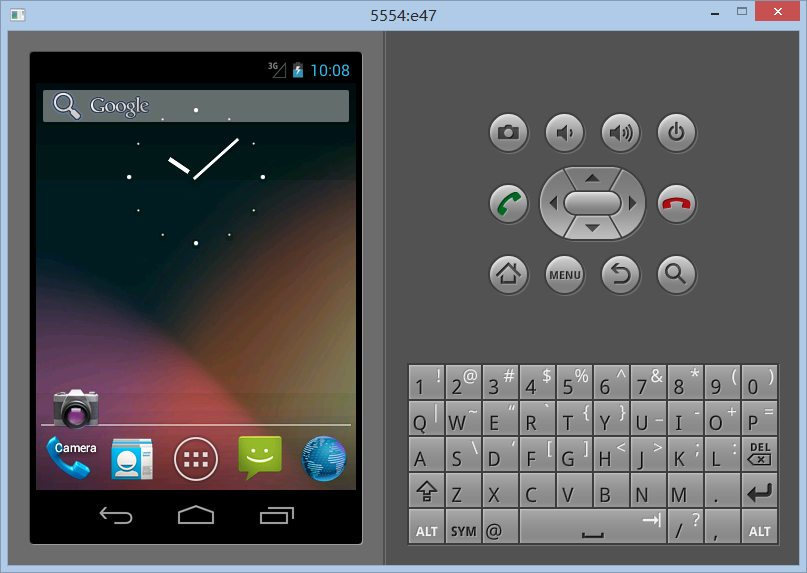 5554:e47
3G 10:08
Google
Camera
MENU
1 ! 2 @ 3 # 4 $ 5 % 6 ^ 7 & 8 * 9 ( 0 )
Q | W ~ E “ R ` T { Y } U _ I - O + P =
A S \ D ‘ F [ G ] H < J > K ; L : DEL
Z X C V B N M .
ALT SYM @ / ? , ALT